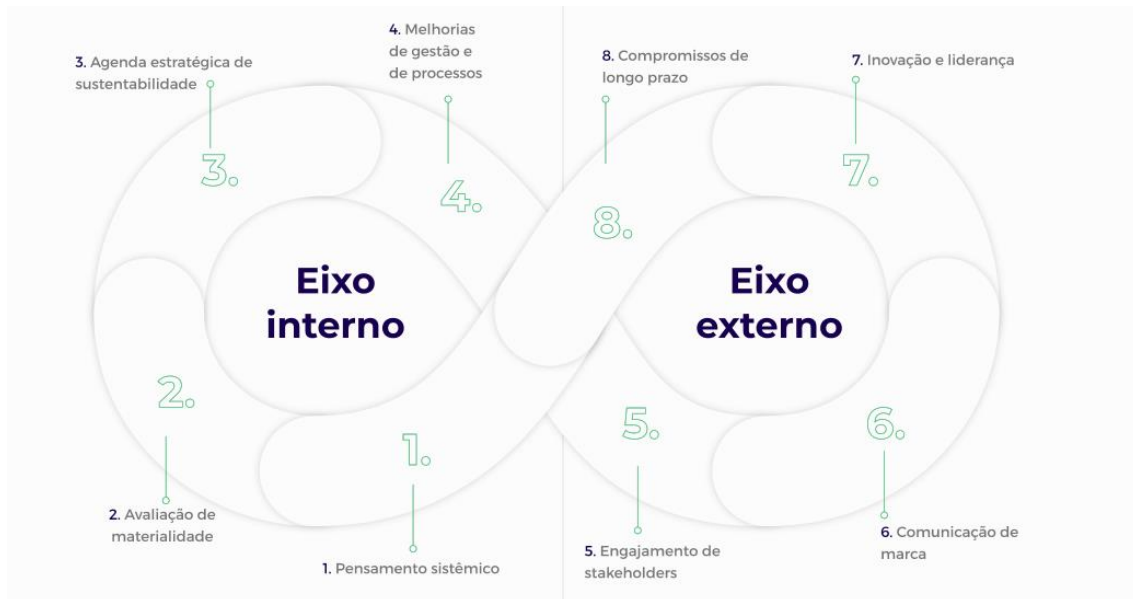 4. Melhorias
de gestão e
de processos
3. Agenda estratégica de
sustentabilidade
8. Compromissos de
longo prazo
7. Inovação e liderança
3.
4.
8.
7.
Eixo
interno
Eixo
externo
2.
1.
5.
6.
2. Avaliação de
materialidade
1. Pensamento sistêmico
5. Engajamento de
stakeholders
6. Comunicação de
marca